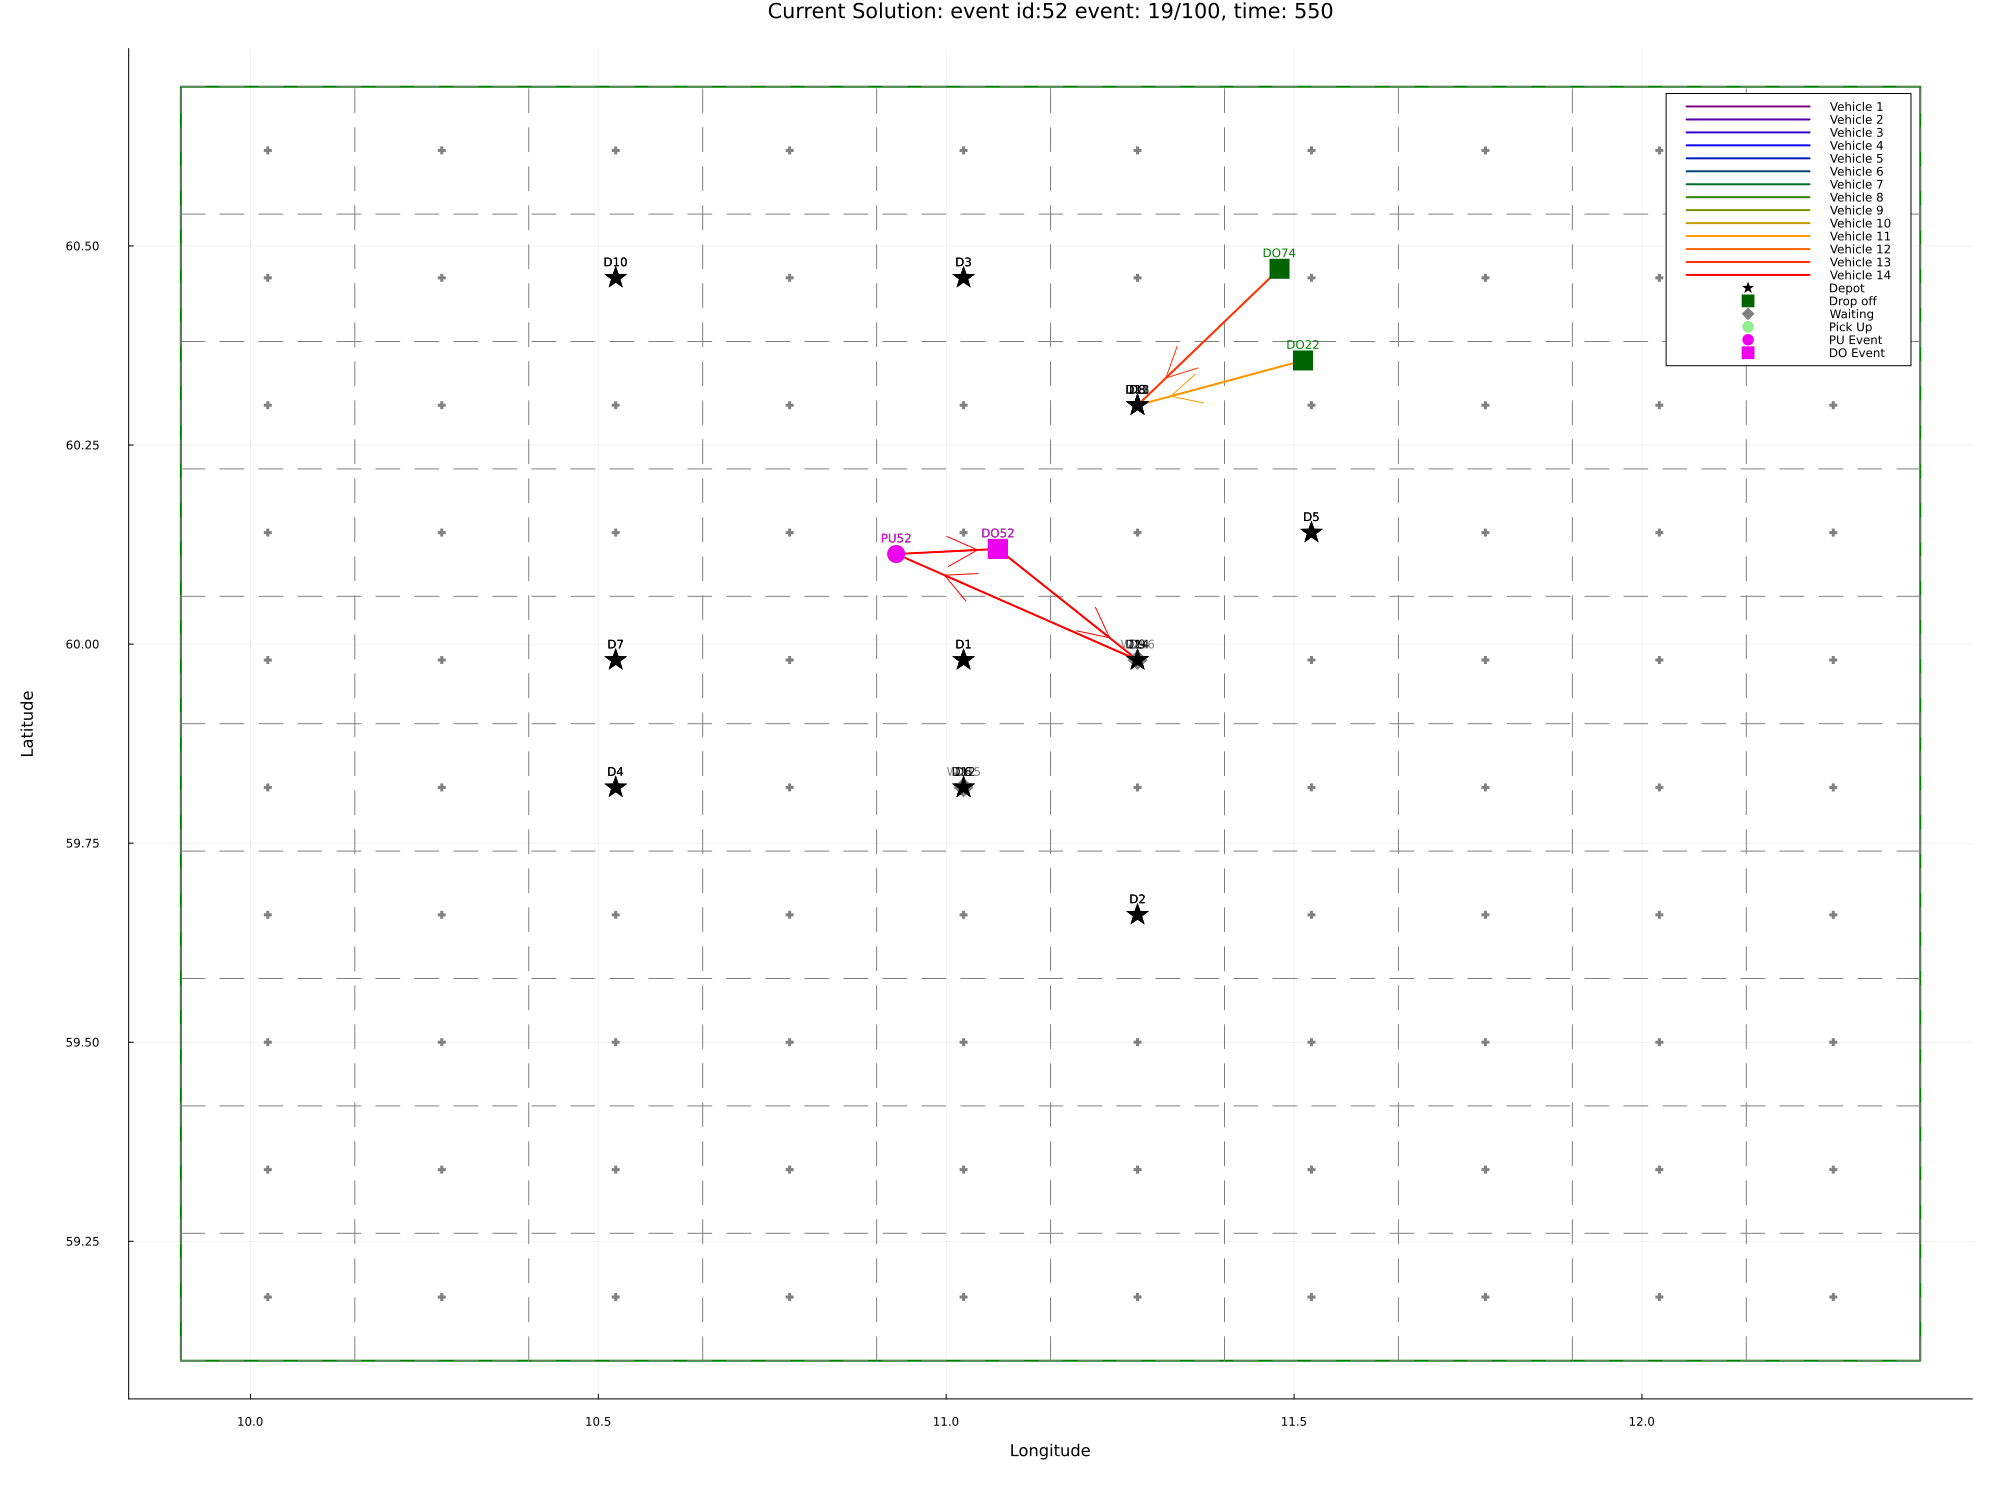 Current Solution: event id:52 event: 19/100, time: 550
Vehicle 1
Vehicle 2
Vehicle 3
Vehicle 4
Vehicle 5
Vehicle 6
Vehicle 7
Vehicle 8
Vehicle 9
Vehicle 10
Vehicle 11
Vehicle 12
Vehicle 13
Vehicle 14
Depot
Drop off
Waiting
Pick Up
PU Event
DO Event
60.50
60.25
60.00
59.75
59.50
59.25
Latitude
D10
D3
DO74
DO22
D5
PU52
DO52
D7
D1
D4
D2
10.0
10.5
11.0
11.5
12.0
Longitude